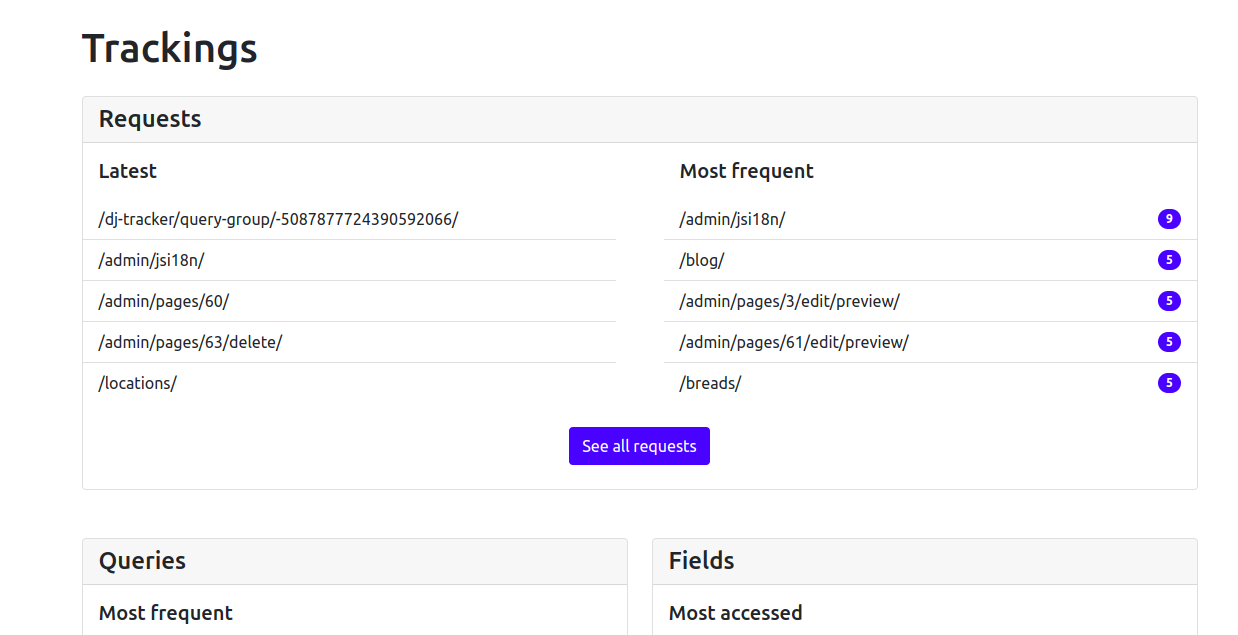 Trackings
Requests
Latest
/dj-tracker/query-group/-5087877724390592066/
/admin/jsi18n/
/admin/pages/60/
/admin/pages/63/delete/
/locations/
Most frequent
/admin/jsi18n/ 9
/blog/ 5
/admin/pages/3/edit/preview/ 5
/admin/pages/61/edit/preview/ 5
/breads/ 5
See all requests
Queries
Most frequent
Fields
Most accessed